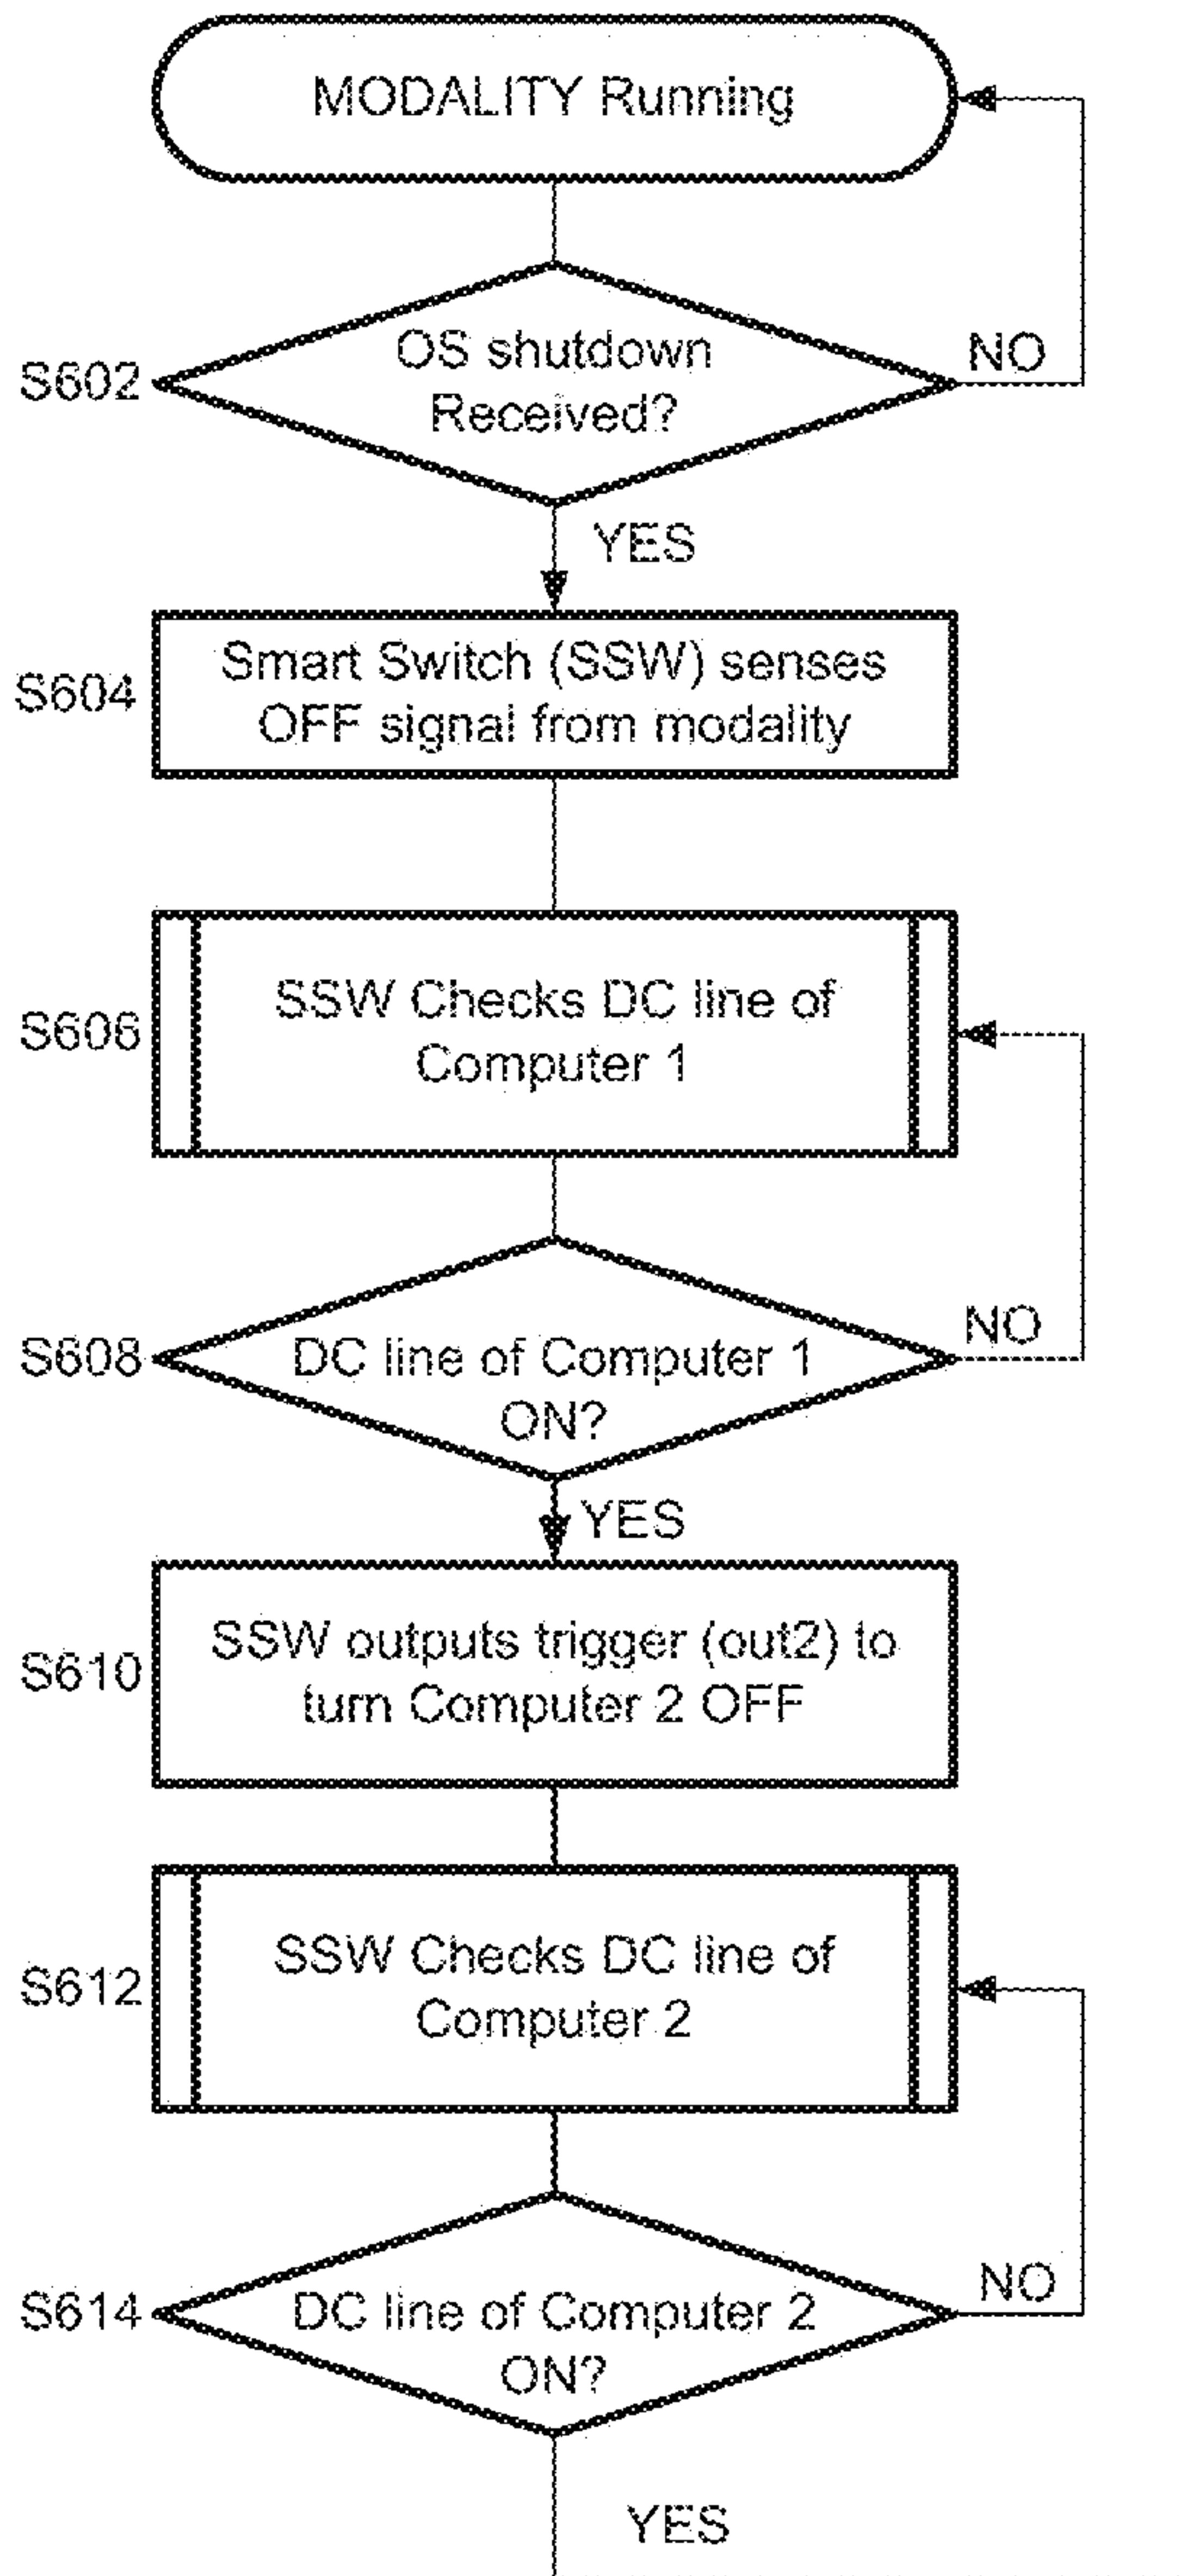 MODALITY Running
OS shutdown
Received?
S602
NO
YES
S604
Smart Switch (SSW) senses
OFF signal from modality
S606
SSW Checks DC line of
Computer 1
S608
DC line of Computer 1
ON?
NO
YES
S610
SSW outputs trigger (out2) to
turn Computer 2 OFF
S612
SSW Checks DC line of
Computer 2
S614
DC line of Computer 2
ON?
NO
YES